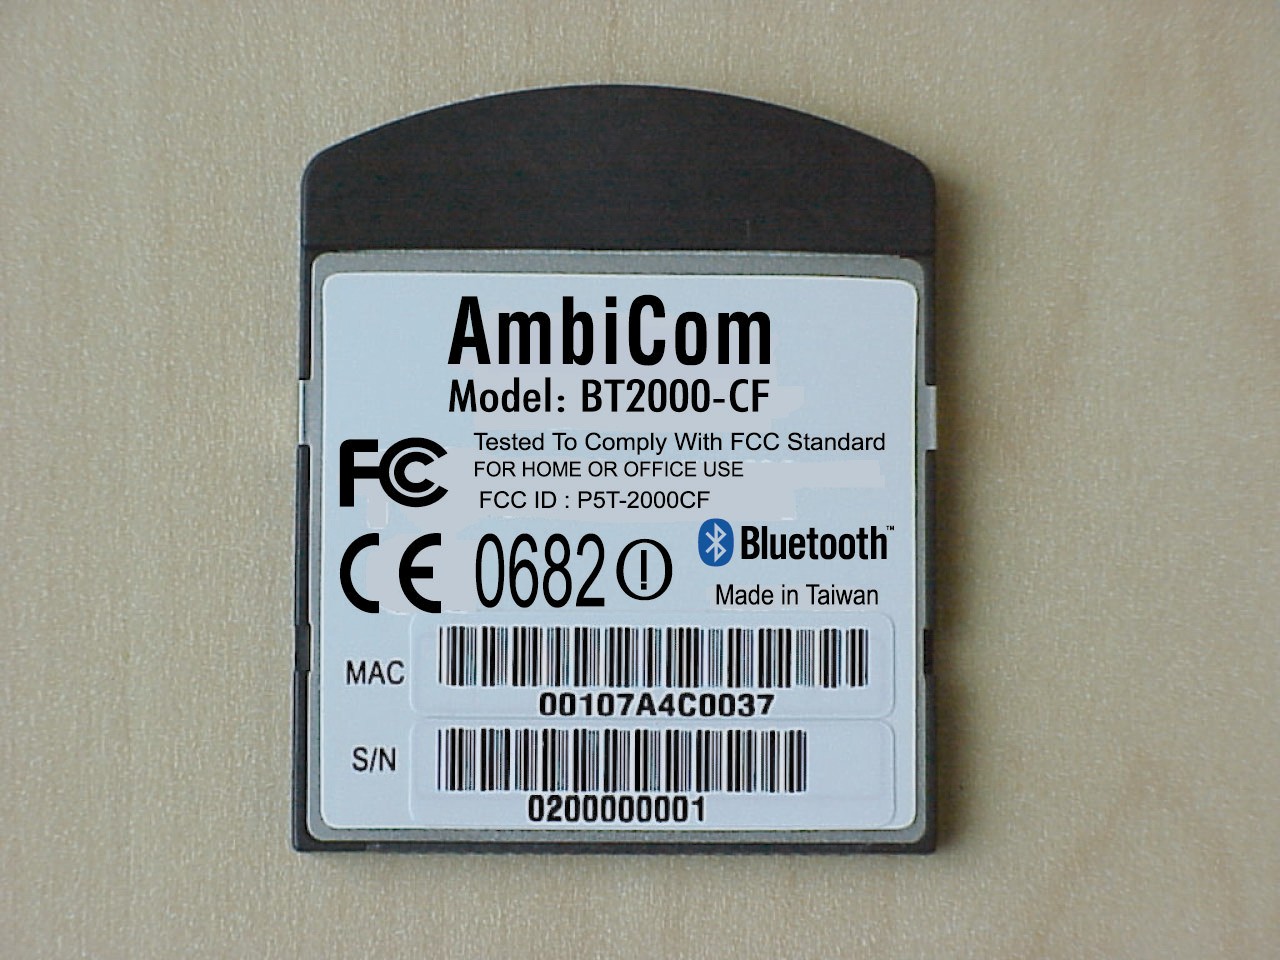 AmbiCom
Model: BT2000-CF
FC
Tested To Comply With FCC Standard
FOR HOME OR OFFICE USE
FCC ID : P5T-2000CF
CE 0682
Bluetooth™
Made in Taiwan
MAC
00107A4C0037
S/N
0200000001